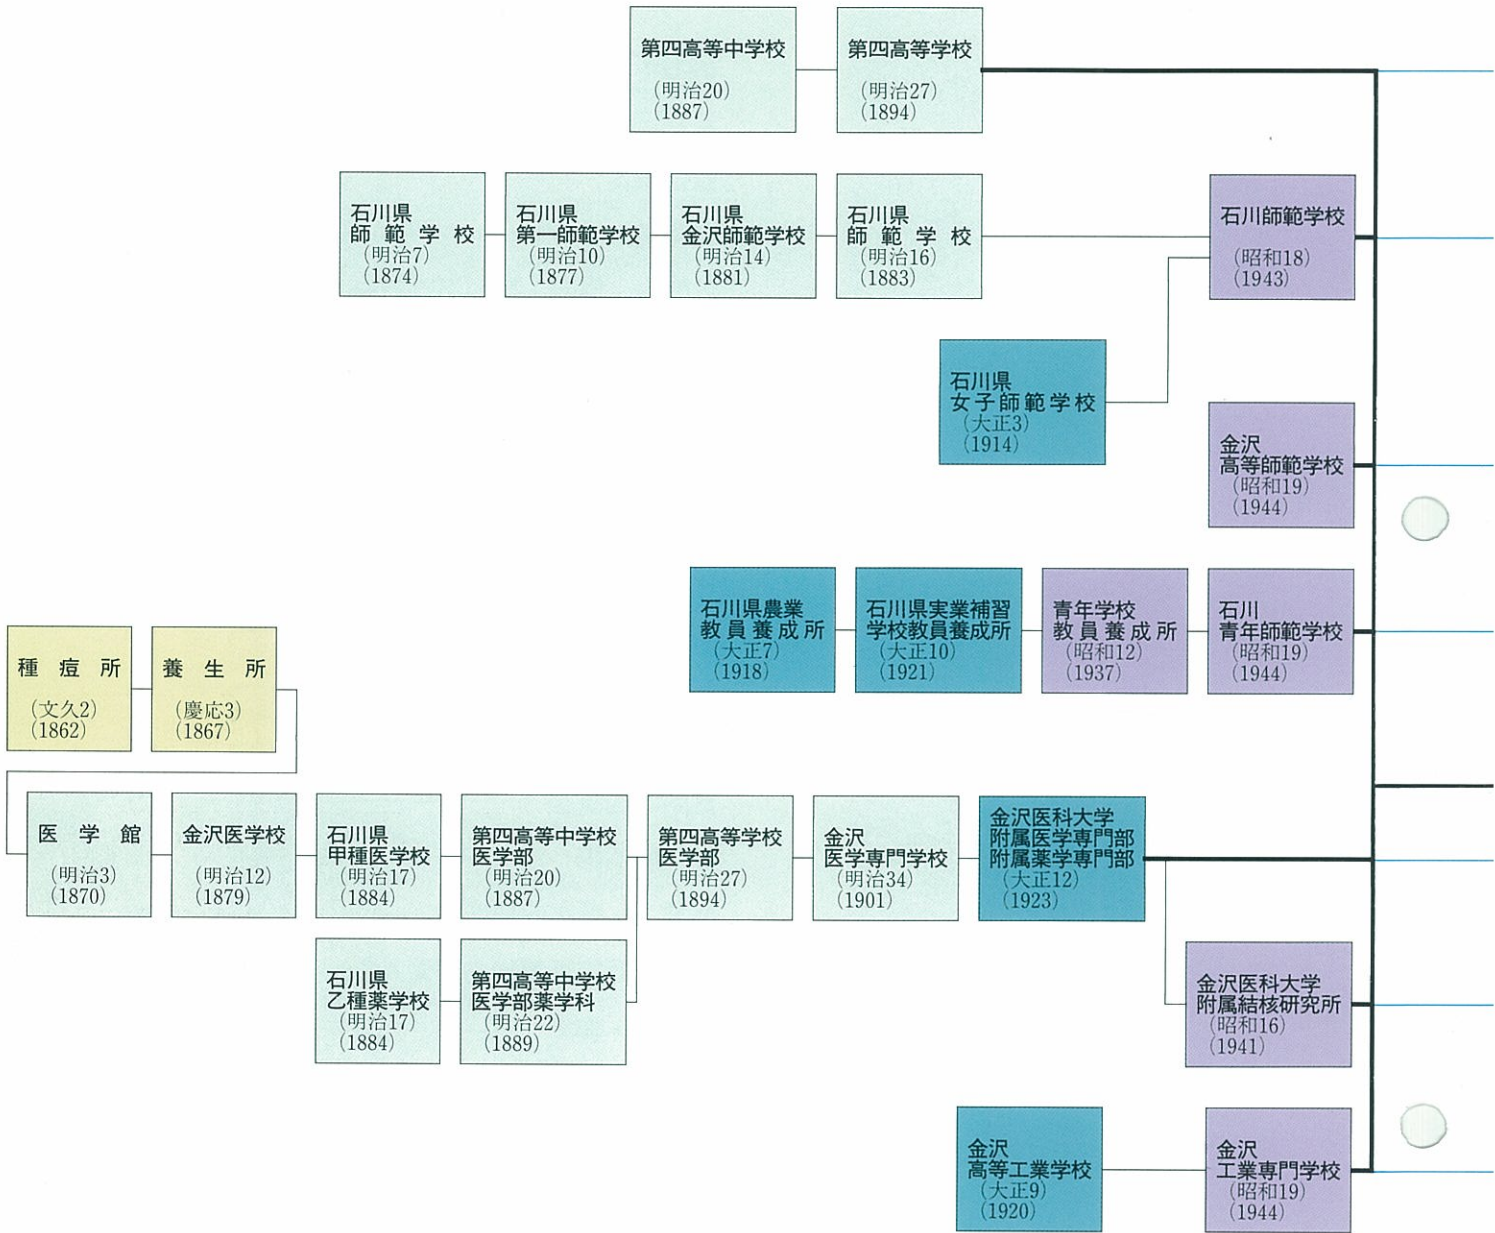 第四高等中学校
(明治20)
(1887)
第四高等学校
(明治27)
(1894)
石川県
師範学校
(明治7)
(1874)
石川県
第一師範学校
(明治10)
(1877)
石川県
金沢師範学校
(明治14)
(1881)
石川県
師範学校
(明治16)
(1883)
石川師範学校
(昭和18)
(1943)
石川県
女子師範学校
(大正3)
(1914)
金沢
高等師範学校
(昭和19)
(1944)
石川県農業
教員養成所
(大正7)
(1918)
石川県実業補習
学校教員養成所
(大正10)
(1921)
青年学校
教員養成所
(昭和12)
(1937)
石川
青年師範学校
(昭和19)
(1944)
種痘所
(文久2)
(1862)
養生所
(慶応3)
(1867)
医学館
(明治3)
(1870)
金沢医学校
(明治12)
(1879)
石川県
甲種医学校
(明治17)
(1884)
第四高等中学校
医学部
(明治20)
(1887)
第四高等学校
医学部
(明治27)
(1894)
金沢
医学専門学校
(明治34)
(1901)
金沢医科大学
附属医学専門部
附属薬学専門部
(大正12)
(1923)
石川県
乙種薬学校
(明治17)
(1884)
第四高等中学校
医学部薬学科
(明治22)
(1889)
金沢医科大学
附属結核研究所
(昭和16)
(1941)
金沢
高等工業学校
(大正9)
(1920)
金沢
工業専門学校
(昭和19)
(1944)